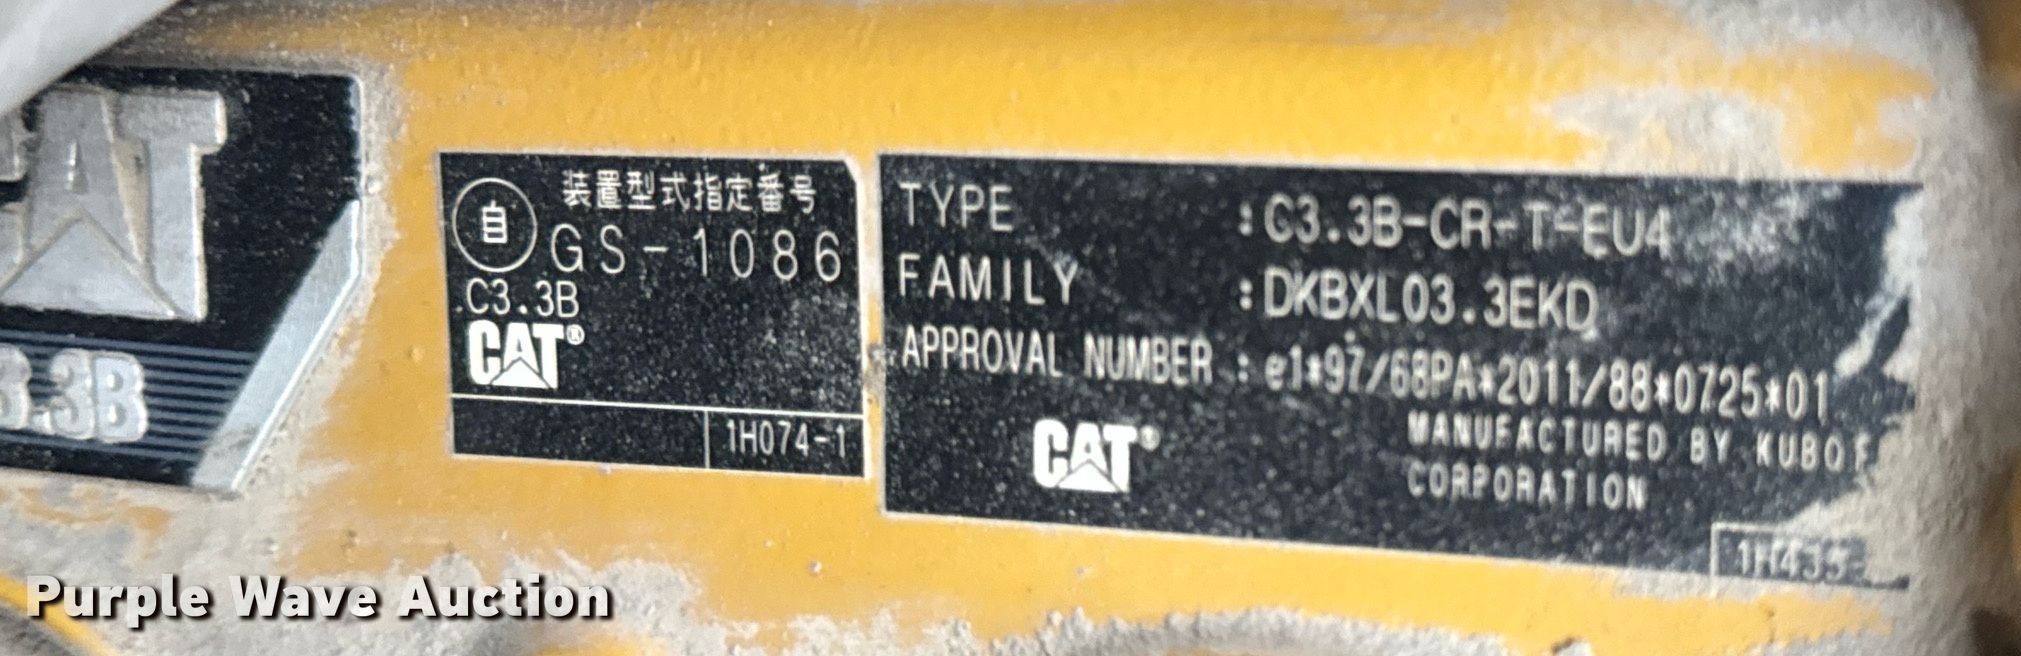 CAT
3.3B
自
装置型式指定番号
GS-1086
C3.3B
CAT®
1H074-1
TYPE :C3.3B-CR-T-EU4
FAMILY :DKBXL03.3EKD
APPROVAL NUMBER :e1*97/68PA*2011/88*0725*01
CAT®
MANUFACTURED BY
CORPORATION
Purple Wave Auction